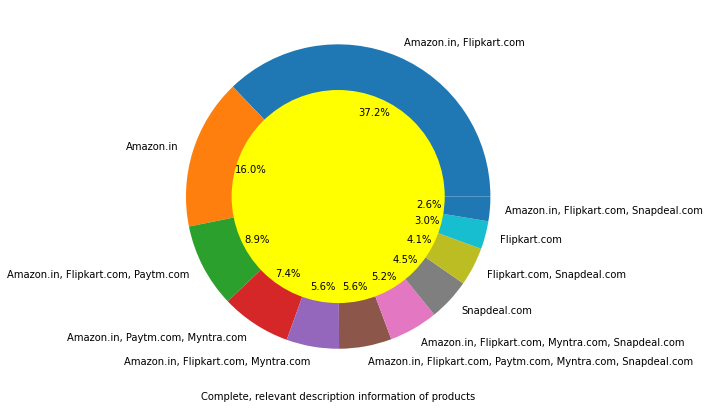 Amazon.in, Flipkart.com
37.2%
Amazon.in
16.0%
2.6%
Amazon.in, Flipkart.com, Snapdeal.com
3.0%
8.9%
4.1%
Flipkart.com
4.5%
Amazon.in, Flipkart.com, Paytm.com
7.4%
5.2%
Flipkart.com, Snapdeal.com
5.6%
5.6%
Snapdeal.com
Amazon.in, Paytm.com, Myntra.com
Amazon.in, Flipkart.com, Myntra.com, Snapdeal.com
Amazon.in, Flipkart.com, Myntra.com
Amazon.in, Flipkart.com, Paytm.com, Myntra.com, Snapdeal.com
Complete, relevant description information of products